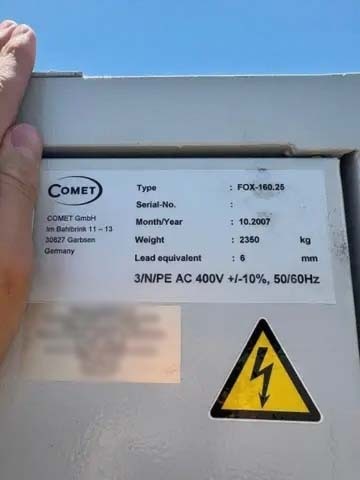 COMET
COMET GmbH
Im Bahlbrink 11 – 13
30827 Garbsen
Germany
Type : FOX-160.25
Serial-No. :
Month/Year : 10.2007
Weight : 2350 kg
Lead equivalent : 6 mm
3/N/PE AC 400V +/-10%, 50/60Hz